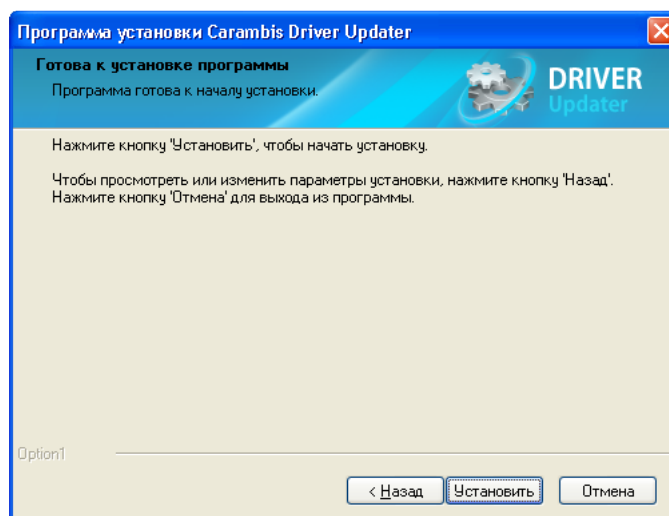 Программа установки Carambis Driver Updater
Готова к установке программы
Программа готова к началу установки.
DRIVER
Updater
Нажмите кнопку 'Установить', чтобы начать установку.
Чтобы просмотреть или изменить параметры установки, нажмите кнопку 'Назад'.
Нажмите кнопку 'Отмена' для выхода из программы.
Option1
< Назад Установить Отмена